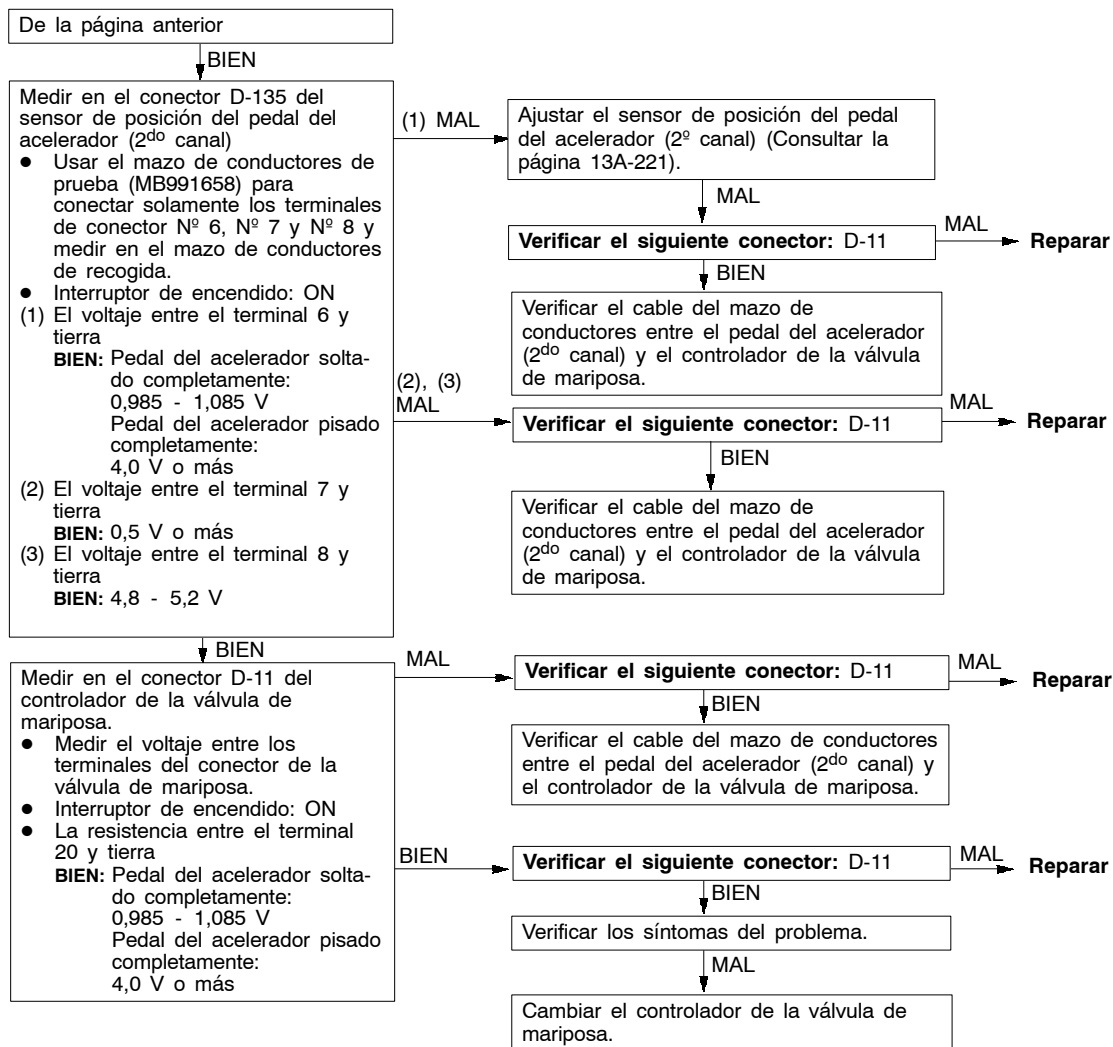 De la página anterior
BIEN
Medir en el conector D-135 del
sensor de posición del pedal del
acelerador (2do canal)
● Usar el mazo de conductores de
prueba (MB991658) para
conectar solamente los terminales
de conector Nº 6, Nº 7 y Nº 8 y
medir en el mazo de conductores
de recogida.
● Interruptor de encendido: ON
(1) El voltaje entre el terminal 6 y
tierra
BIEN: Pedal del acelerador solta-
do completamente:
0,985 - 1,085 V
Pedal del acelerador pisado
completamente:
4,0 V o más
(2) El voltaje entre el terminal 7 y
tierra
BIEN: 0,5 V o más
(3) El voltaje entre el terminal 8 y
tierra
BIEN: 4,8 - 5,2 V
(1) MAL
Ajustar el sensor de posición del pedal
del acelerador (2º canal) (Consultar la
página 13A-221).
MAL
Verificar el siguiente conector: D-11
MAL
Reparar
BIEN
Verificar el cable del mazo de
conductores entre el pedal del acelerador
(2do canal) y el controlador de la válvula
de mariposa.
(2), (3)
MAL
Verificar el siguiente conector: D-11
MAL
Reparar
BIEN
Verificar el cable del mazo de
conductores entre el pedal del acelerador
(2do canal) y el controlador de la válvula
de mariposa.
BIEN
Medir en el conector D-11 del
controlador de la válvula de
mariposa.
● Medir el voltaje entre los
terminales del conector de la
válvula de mariposa.
● Interruptor de encendido: ON
● La resistencia entre el terminal
20 y tierra
BIEN: Pedal del acelerador solta-
do completamente:
0,985 - 1,085 V
Pedal del acelerador pisado
completamente:
4,0 V o más
MAL
Verificar el siguiente conector: D-11
MAL
Reparar
BIEN
Verificar el cable del mazo de conductores
entre el pedal del acelerador (2do canal) y
el controlador de la válvula de mariposa.
BIEN
Verificar el siguiente conector: D-11
MAL
Reparar
BIEN
Verificar los síntomas del problema.
MAL
Cambiar el controlador de la válvula de
mariposa.